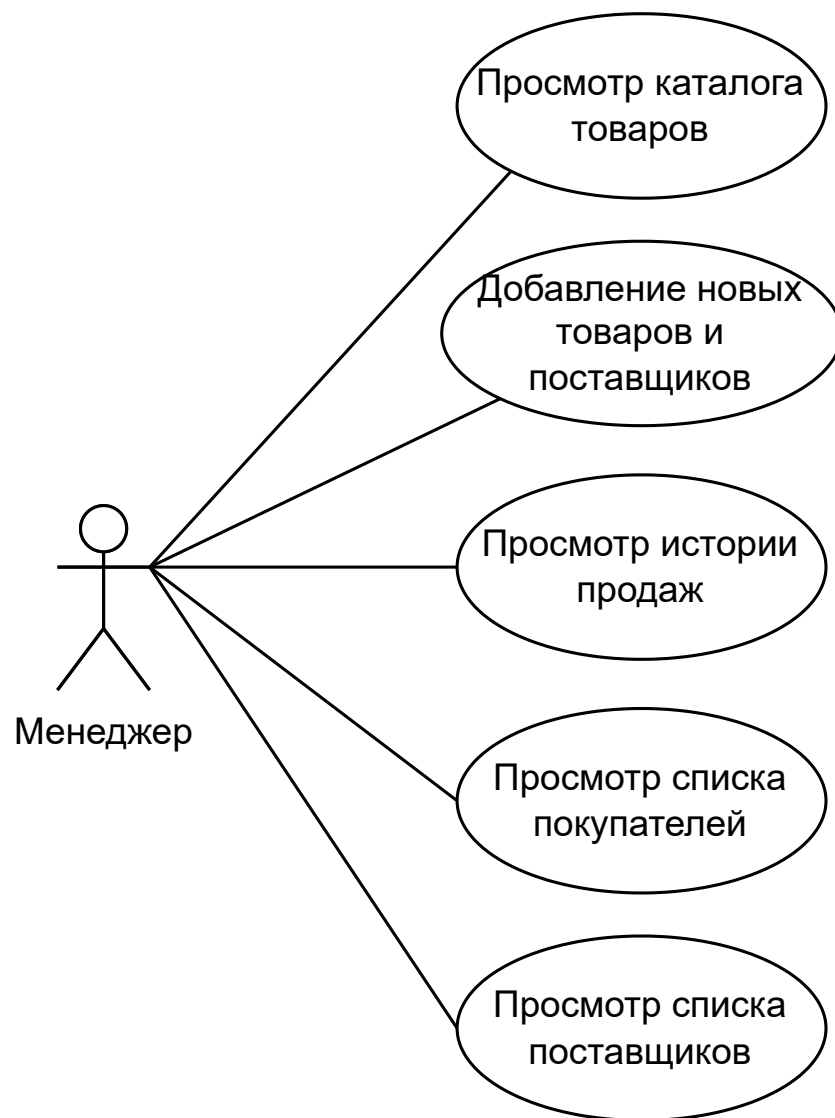 Просмотр каталога
товаров
Добавление новых
товаров и
поставщиков
Просмотр истории
продаж
Менеджер
Просмотр списка
покупателей
Просмотр списка
поставщиков